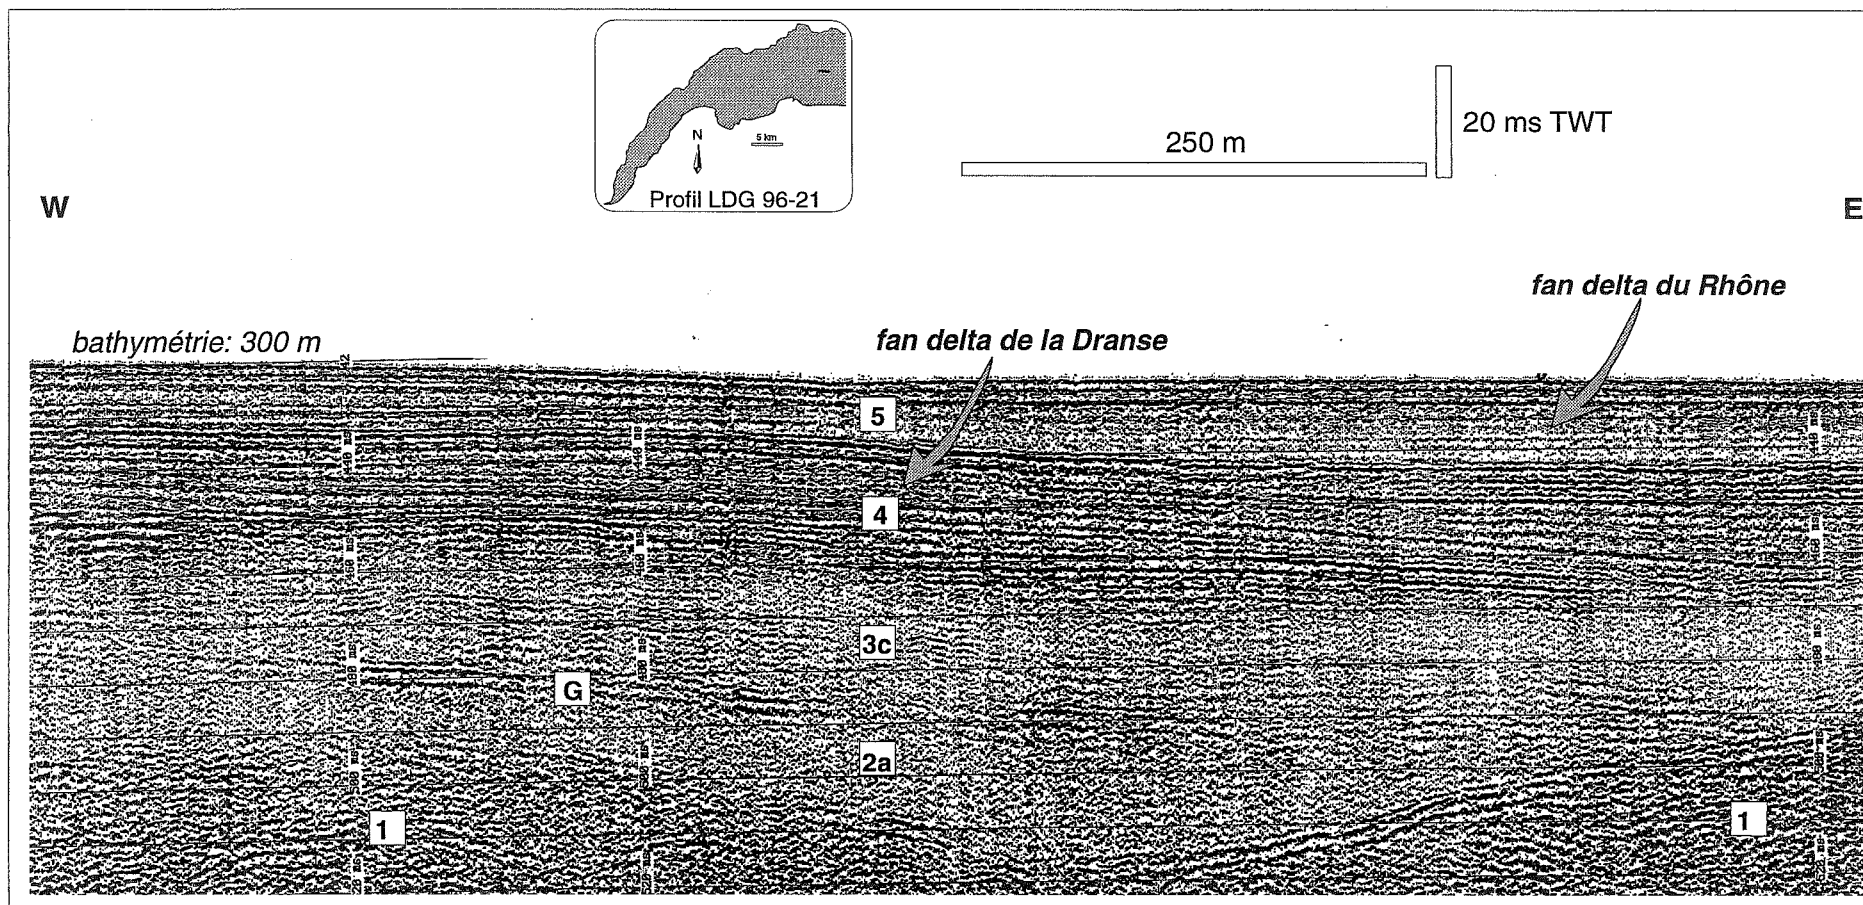 N
5 km
Profil LDG 96-21
250 m
20 ms TWT
W
E
fan delta du Rhône
bathymétrie: 300 m
fan delta de la Dranse
5
4
3c
G
2a
1
1